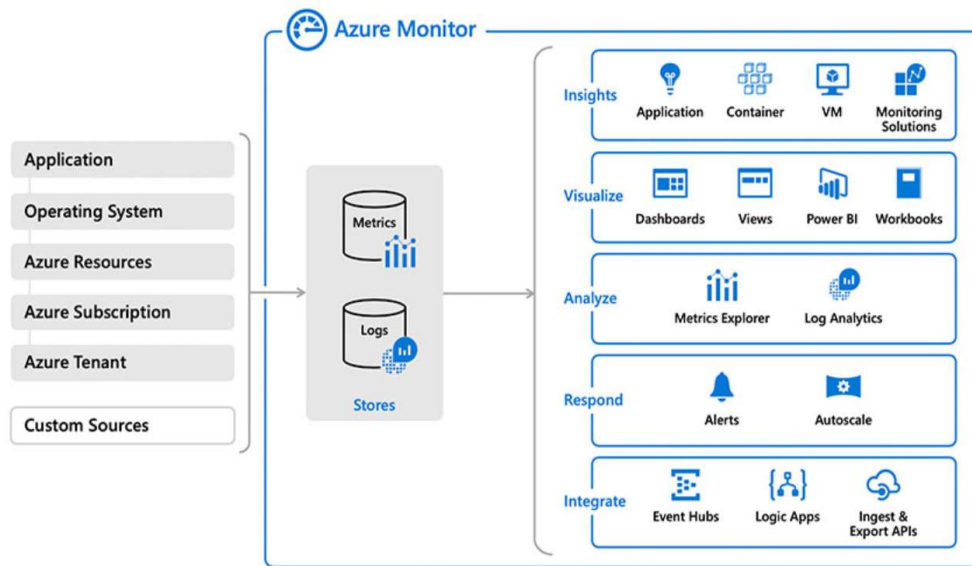 Azure Monitor
Application
Operating System
Azure Resources
Azure Subscription
Azure Tenant
Custom Sources
Metrics
Logs
Stores
Insights
Application
Container
VM
Monitoring
Solutions
Visualize
Dashboards
Views
Power BI
Workbooks
Analyze
Metrics Explorer
Log Analytics
Respond
Alerts
Autoscale
Integrate
Event Hubs
Logic Apps
Ingest &
Export APIs